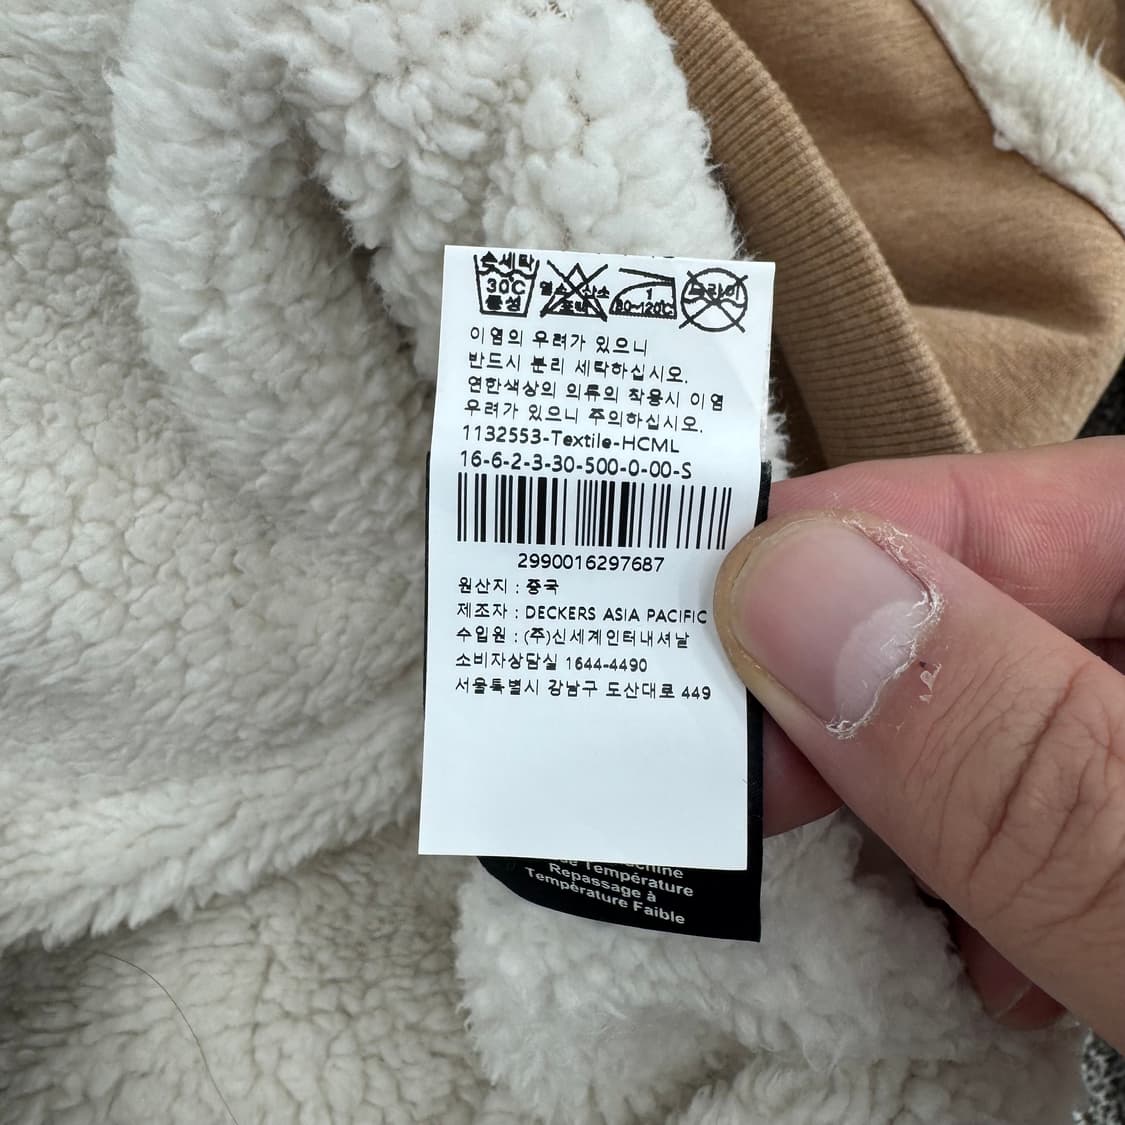 손세탁
30℃
중성
염소 산소
표백
1
80~120℃
드라이
이염의 우려가 있으니
반드시 분리 세탁하십시오.
연한색상의 의류의 착용시 이염
우려가 있으니 주의하십시오.
1132553-Textile-HCML
16-6-2-3-30-500-0-00-S
2990016297687
원산지 : 중국
제조자 : DECKERS ASIA PACIFIC
수입원 : (주)신세계인터내셔날
소비자상담실 1644-4490
서울특별시 강남구 도산대로 449
de Température
Repassage à
Température Faible